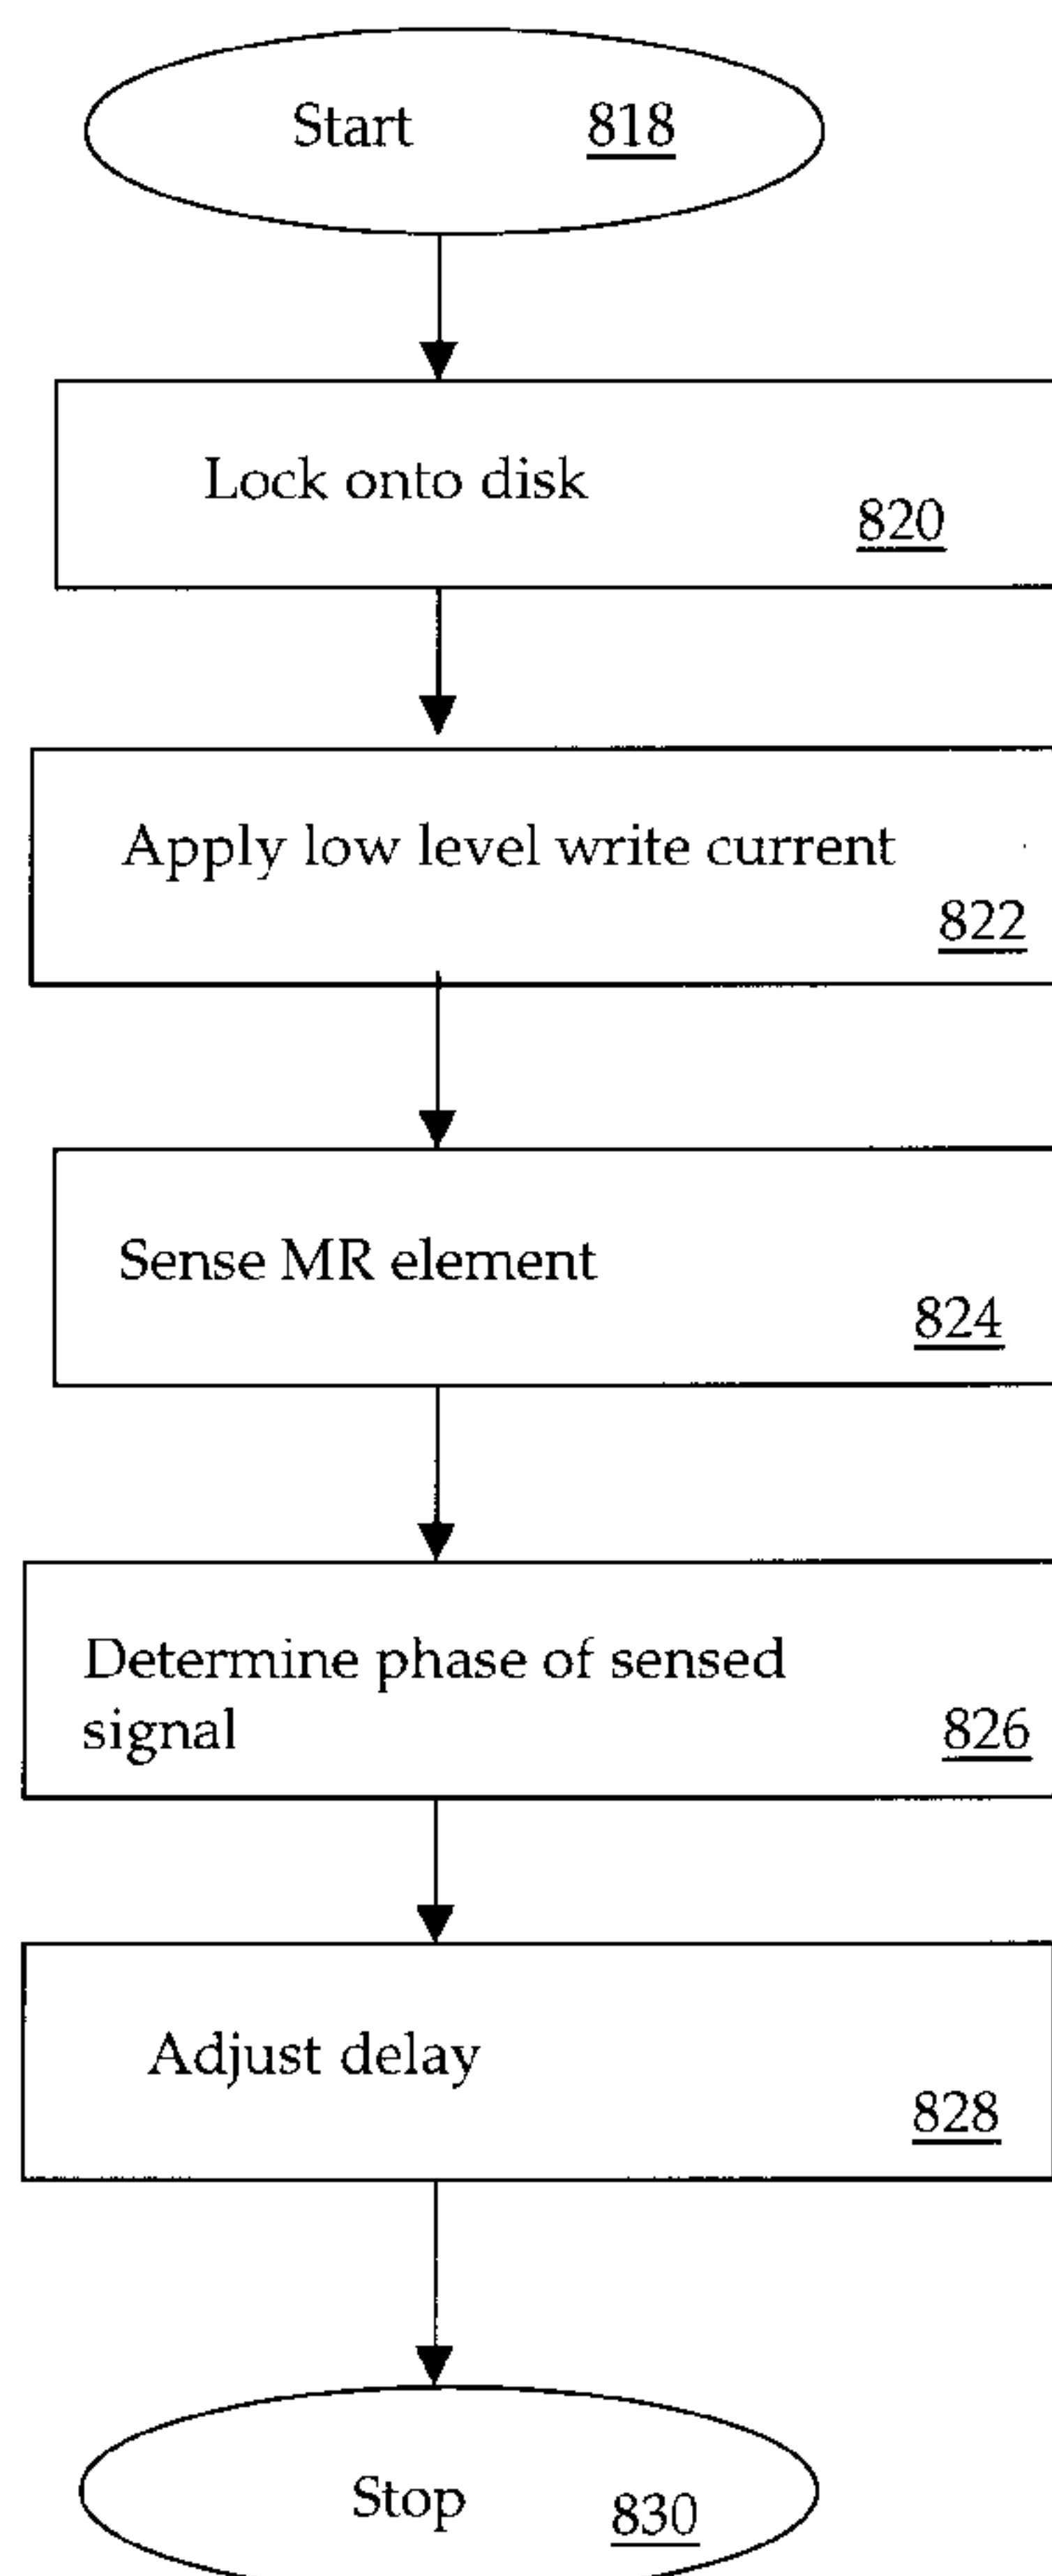 Start 818
Lock onto disk
820
Apply low level write current
822
Sense MR element
824
Determine phase of sensed
signal 826
Adjust delay
828
Stop 830